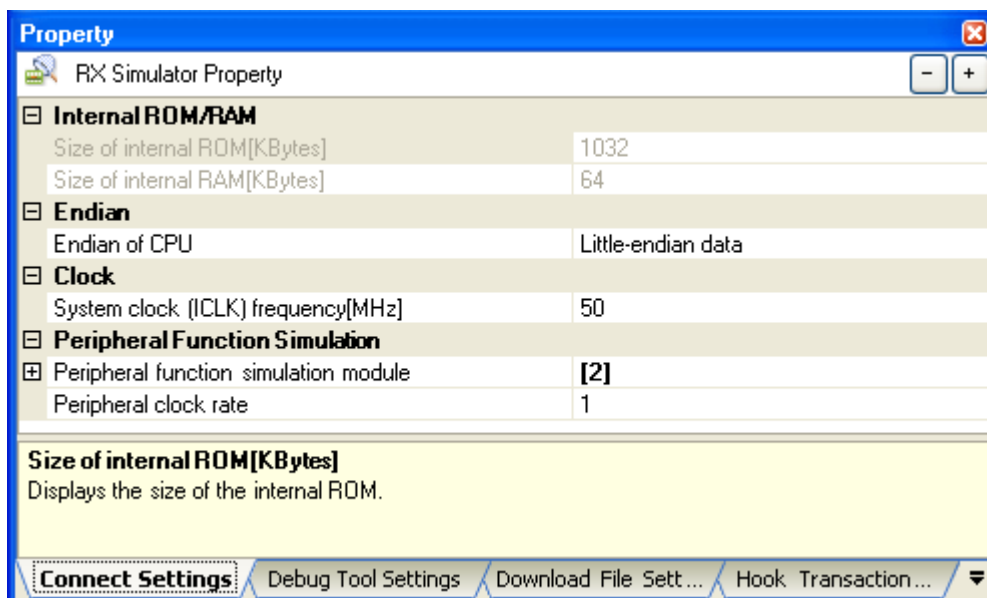 Property
RX Simulator Property
Internal ROM/RAM
Size of internal ROM[KBytes] 1032
Size of internal RAM[KBytes] 64
Endian
Endian of CPU Little-endian data
Clock
System clock (ICLK) frequency[MHz] 50
Peripheral Function Simulation
Peripheral function simulation module [2]
Peripheral clock rate 1
Size of internal ROM[KBytes]
Displays the size of the internal ROM.
Connect Settings Debug Tool Settings Download File Sett... Hook Transaction...